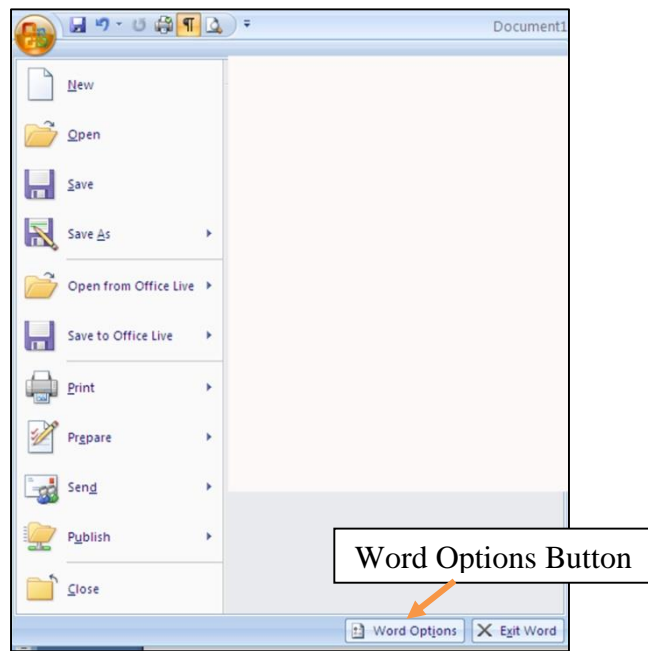 Document1
New
Open
Save
Save As
Open from Office Live
Save to Office Live
Print
Prepare
Send
Publish
Close
Word Options Button
Word Options Exit Word